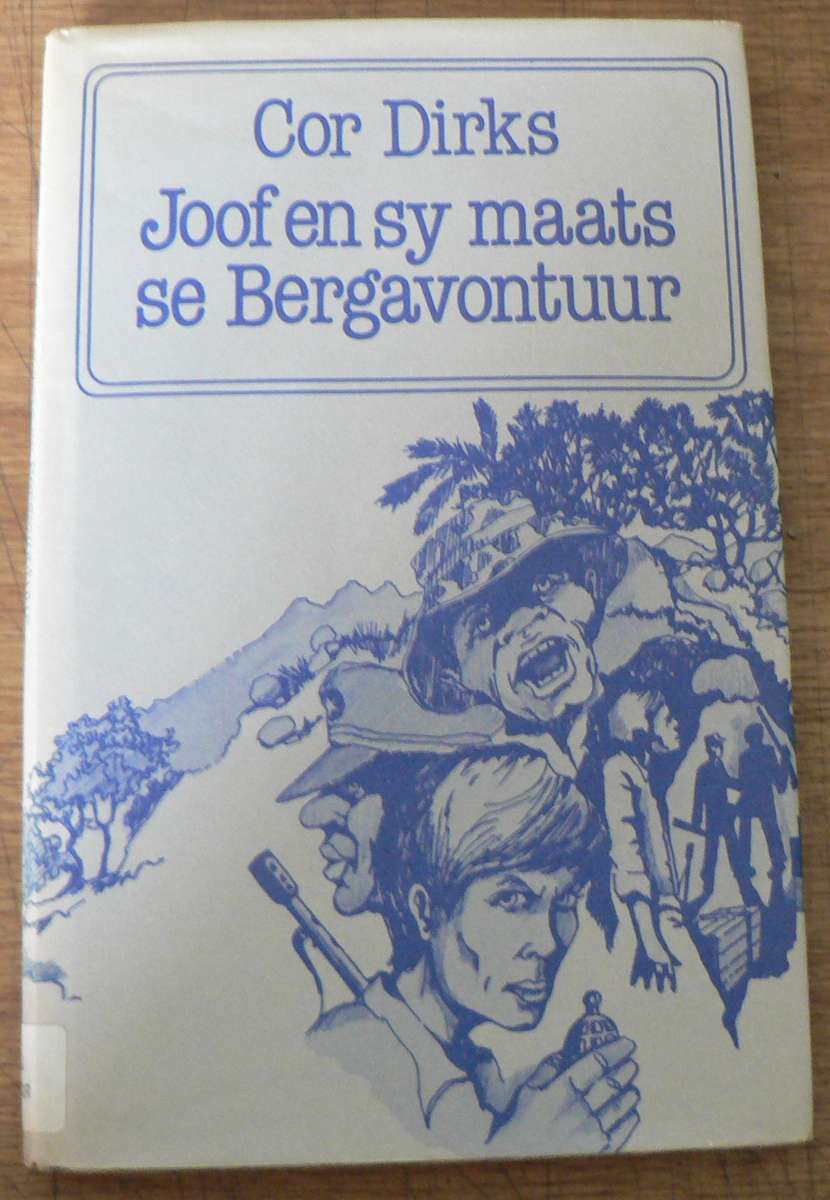 Cor Dirks
Joof en sy maats
se Bergavontuur